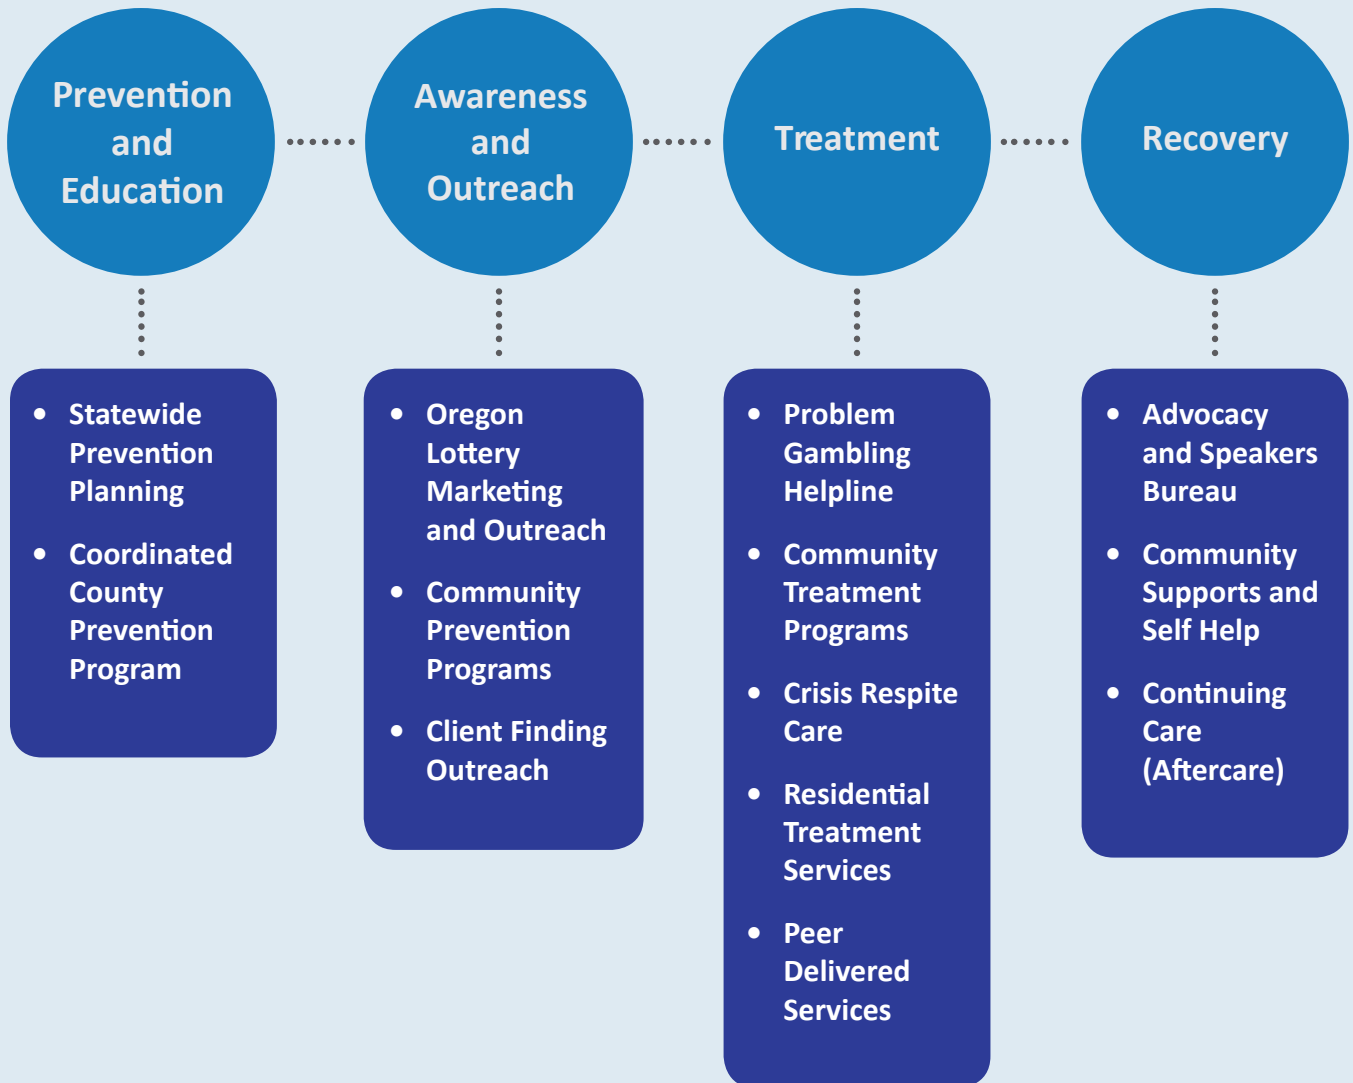 Prevention
and
Education
Awareness
and
Outreach
Treatment
Recovery
• Statewide
Prevention
Planning
• Coordinated
County
Prevention
Program
• Oregon
Lottery
Marketing
and Outreach
• Community
Prevention
Programs
• Client Finding
Outreach
• Problem
Gambling
Helpline
• Community
Treatment
Programs
• Crisis Respite
Care
• Residential
Treatment
Services
• Peer
Delivered
Services
• Advocacy
and Speakers
Bureau
• Community
Supports and
Self Help
• Continuing
Care
(Aftercare)